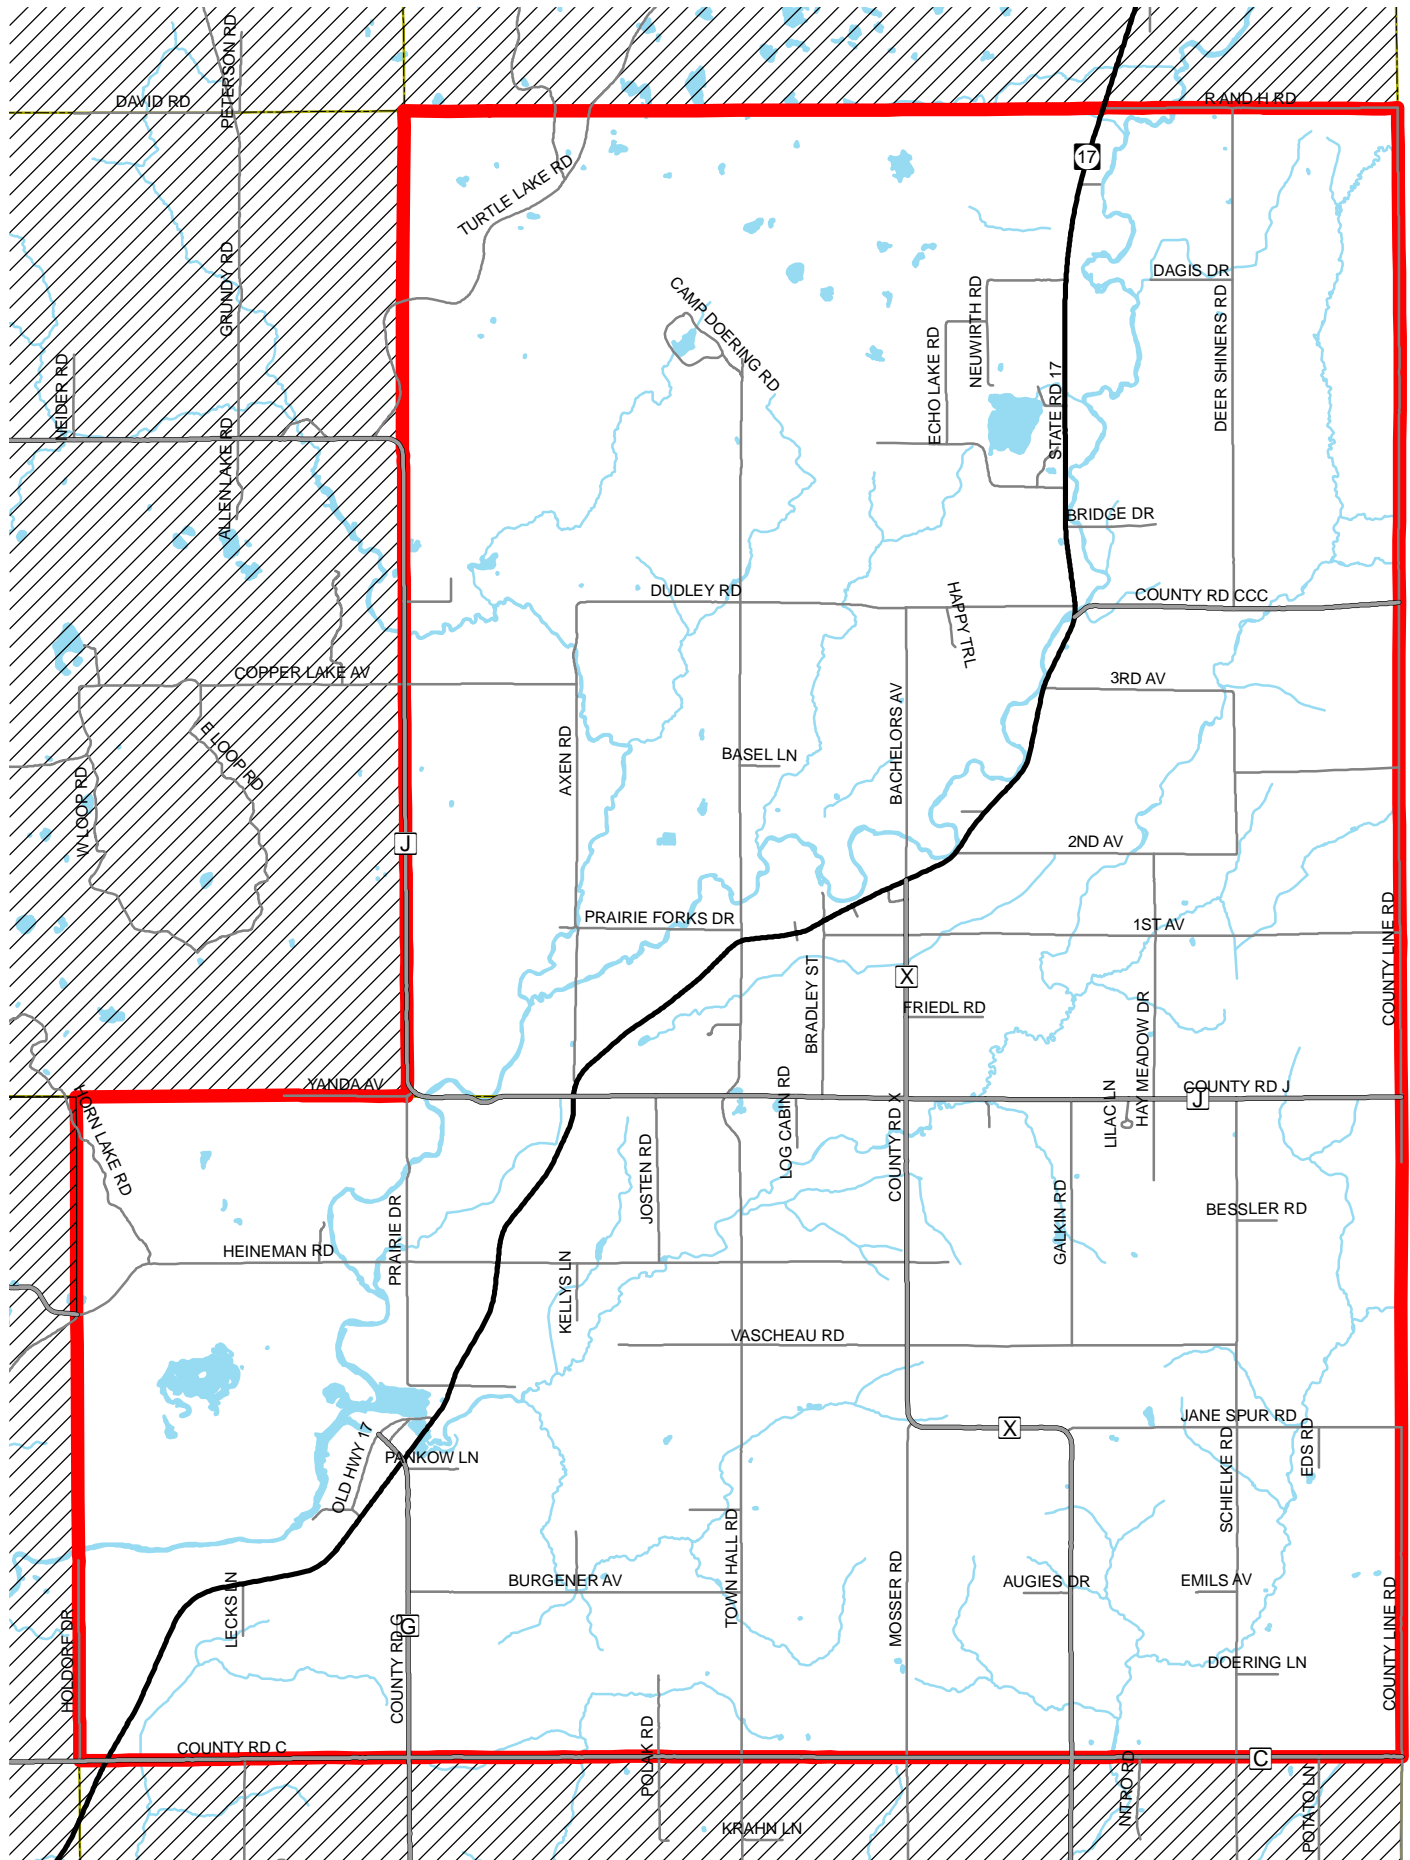 PETERSON RD
DAVID RD
R AND H RD
17
TURTLE LAKE RD
GRUNDY RD
DAGIS DR
CAMP DOERING RD
NEUWIRTH RD
DEER SHINERS RD
ECHO LAKE RD
NEIDER RD
STATE RD 17
ALLEN LAKE RD
BRIDGE DR
DUDLEY RD
HAPPY TRL
COUNTY RD CCC
COPPER LAKE AV
3RD AV
E LOOP RD
BACHELORS AV
AXEN RD
BASEL LN
W LOOP RD
J
2ND AV
PRAIRIE FORKS DR
1ST AV
COUNTY LINE RD
X
BRADLEY ST
FRIEDL RD
HAY MEADOW DR
YANDA AV
COUNTY RD J
J
HORN LAKE RD
LOG CABIN RD
COUNTY RD X
LILAC LN
JOSTEN RD
PRAIRIE DR
GALKIN RD
BESSLER RD
HEINEMAN RD
KELLYS LN
VASCHEAU RD
JANE SPUR RD
X
OLD HWY 17
PANKOW LN
EDS RD
SCHIELKE RD
TOWN HALL RD
BURGENER AV
MOSSER RD
AUGIES DR
EMILS AV
LECKS LN
G
COUNTY RD G
HOLDORF DR
DOERING LN
COUNTY LINE RD
COUNTY RD C
C
POLAK RD
NITRO RD
POTATO LN
KRAHN LN